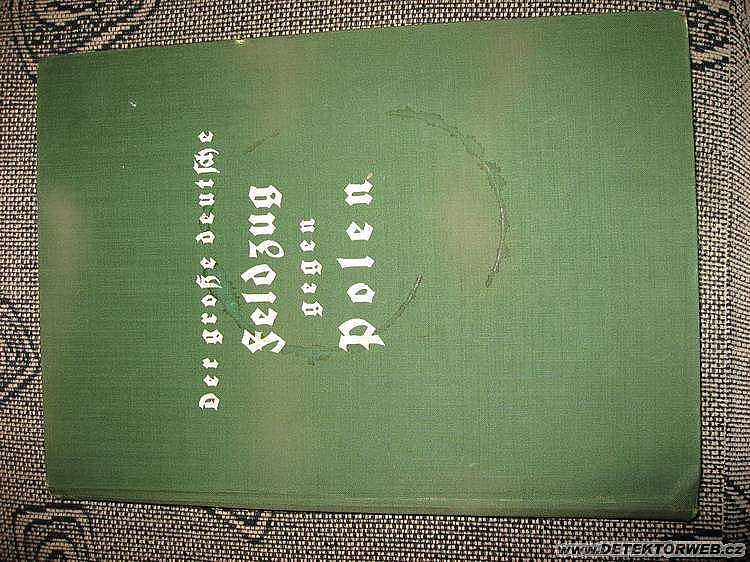 Der große deutsche
Feldzug
gegen
Polen
www.DETEKTORWEB.cz